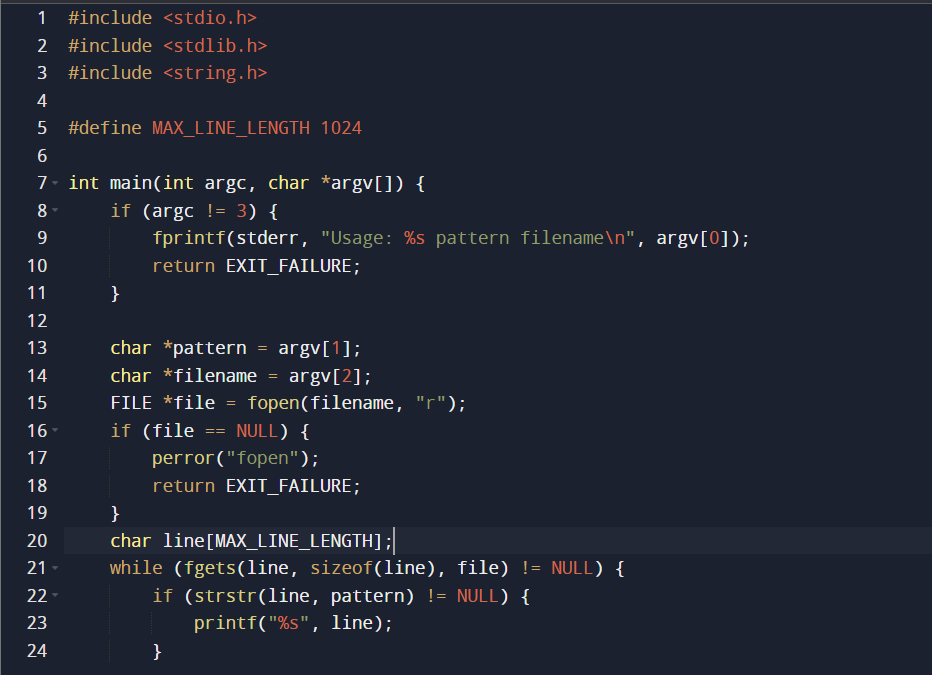 1 #include <stdio.h>
2 #include <stdlib.h>
3 #include <string.h>
4
5 #define MAX_LINE_LENGTH 1024
6
7 int main(int argc, char *argv[]) {
8     if (argc != 3) {
9         fprintf(stderr, "Usage: %s pattern filename\n", argv[0]);
10         return EXIT_FAILURE;
11     }
12
13     char *pattern = argv[1];
14     char *filename = argv[2];
15     FILE *file = fopen(filename, "r");
16     if (file == NULL) {
17         perror("fopen");
18         return EXIT_FAILURE;
19     }
20     char line[MAX_LINE_LENGTH];
21     while (fgets(line, sizeof(line), file) != NULL) {
22         if (strstr(line, pattern) != NULL) {
23             printf("%s", line);
24         }